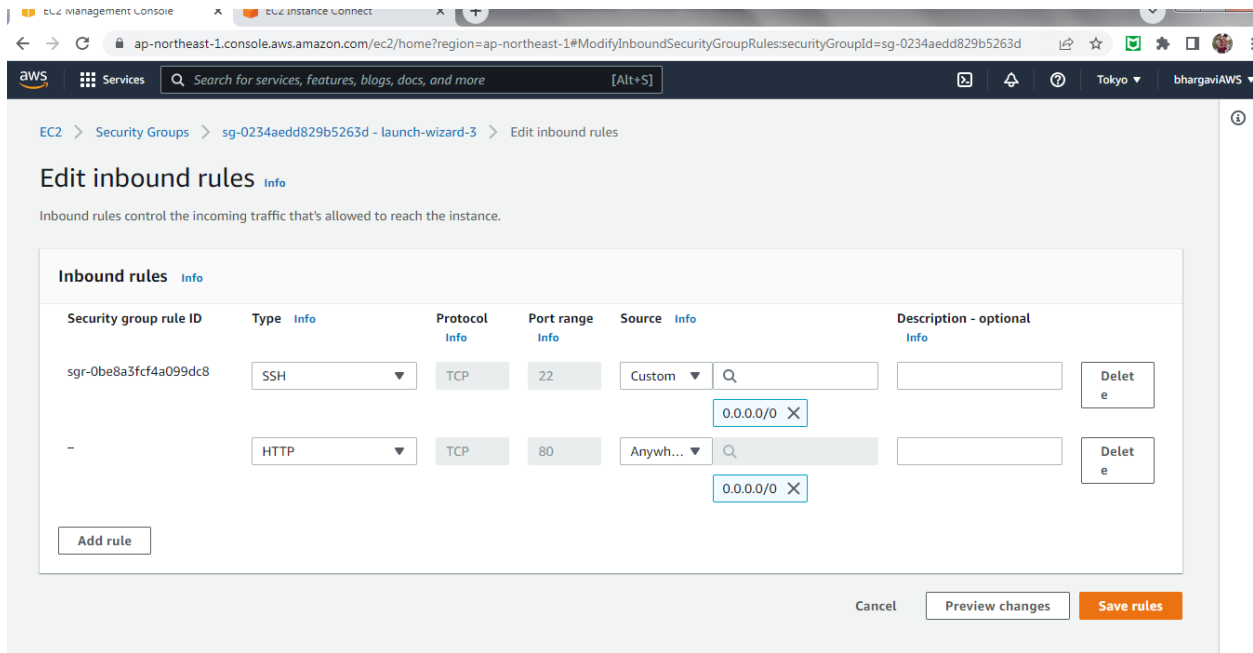 EC2 Management Console
EC2 Instance Connect
ap-northeast-1.console.aws.amazon.com/ec2/home?region=ap-northeast-1#ModifyInboundSecurityGroupRules:securityGroupId=sg-0234aedd829b5263d
aws Services Search for services, features, blogs, docs, and more [Alt+S] Tokyo bhargaviAWS
EC2 > Security Groups > sg-0234aedd829b5263d - launch-wizard-3 > Edit inbound rules
Edit inbound rules Info
Inbound rules control the incoming traffic that's allowed to reach the instance.
Inbound rules Info
Security group rule ID Type Info Protocol Info Port range Info Source Info Description - optional Info
sgr-0be8a3fcf4a099dc8 SSH TCP 22 Custom Delete
0.0.0.0/0
– HTTP TCP 80 Anywh... Delete
0.0.0.0/0
Add rule
Cancel Preview changes Save rules